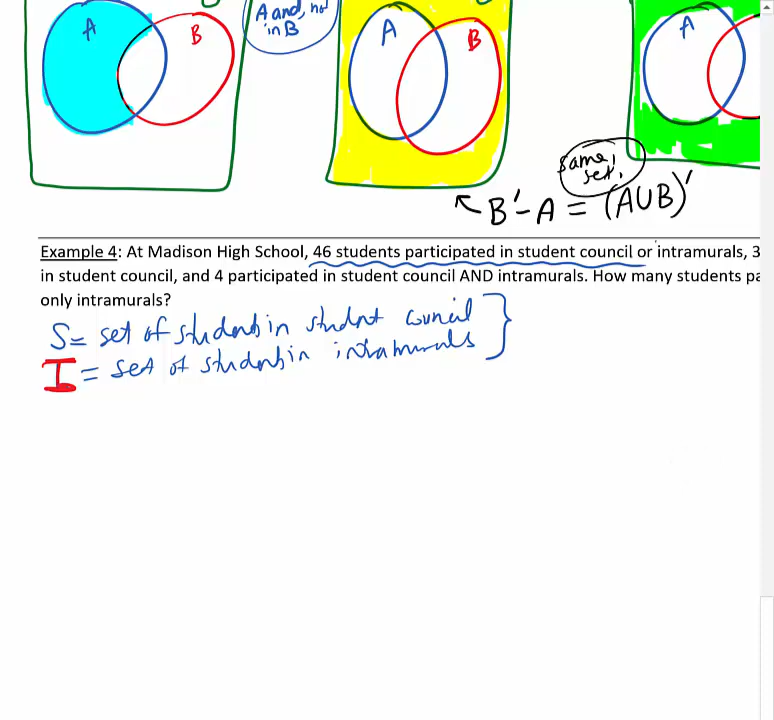 A
B
A and, no
in B
A
B
A
same!
set!
B' - A = (A∪B)'
Example 4: At Madison High School, 46 students participated in student council or intramurals, 3
in student council, and 4 participated in student council AND intramurals. How many students pa
only intramurals?
S = set of students in student council
I = set of students in intramurals